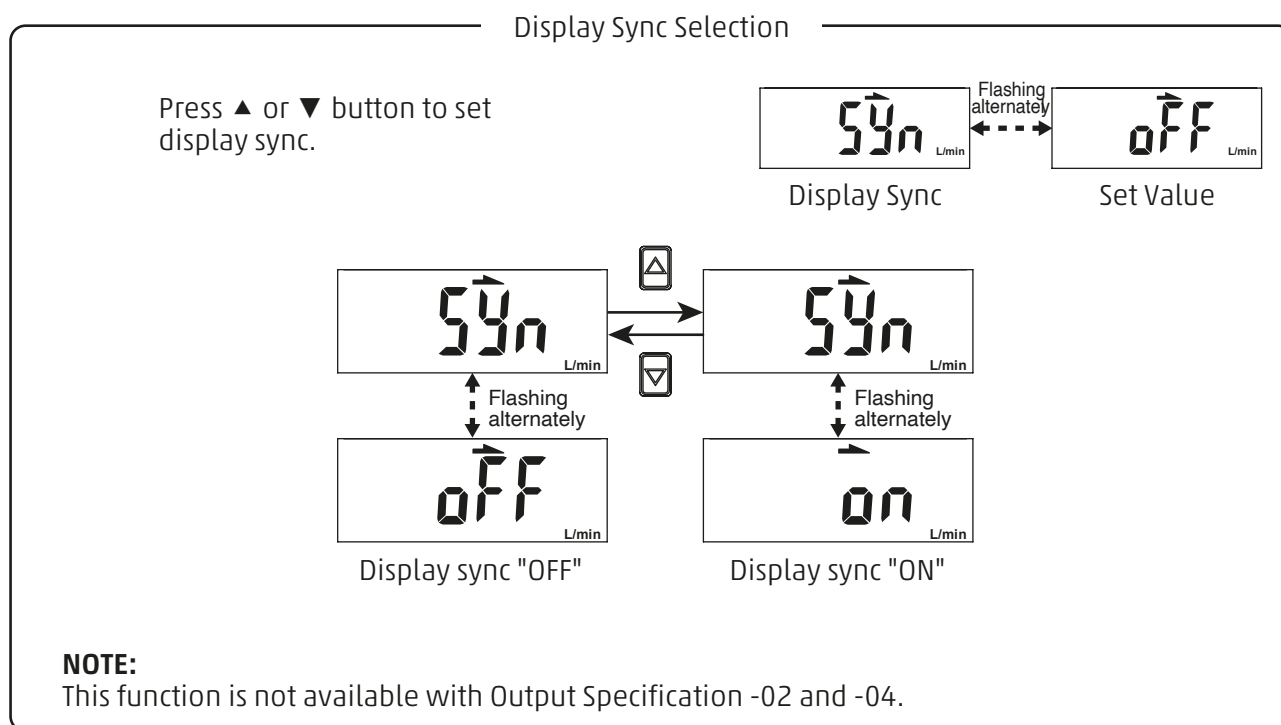 Display Sync Selection
Press ▲ or ▼ button to set
display sync.
Flashing
alternately
Syn
L/min
oFF
L/min
Display Sync
Set Value
Syn
L/min
Syn
L/min
Flashing
alternately
Flashing
alternately
oFF
L/min
on
L/min
Display sync "OFF"
Display sync "ON"
NOTE:
This function is not available with Output Specification -02 and -04.